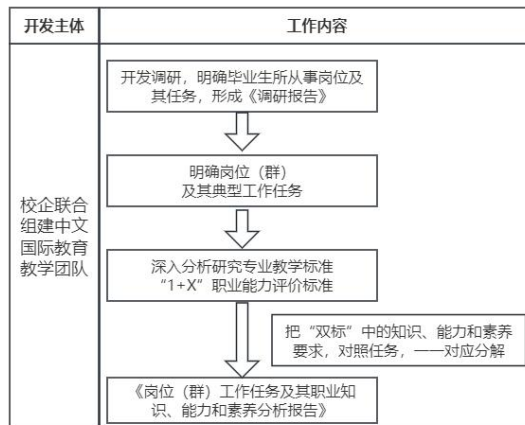 开发主体
工作内容
开发调研，明确毕业生所从事岗位及
其任务，形成《调研报告》
明确岗位（群）
及其典型工作任务
校企联合
组建中文
国际教育
教学团队
深入分析研究专业教学标准
“1+X”职业能力评价标准
把“双标”中的知识、能力和素养
要求，对照任务，一一对应分解
《岗位（群）工作任务及其职业知
识、能力和素养分析报告》